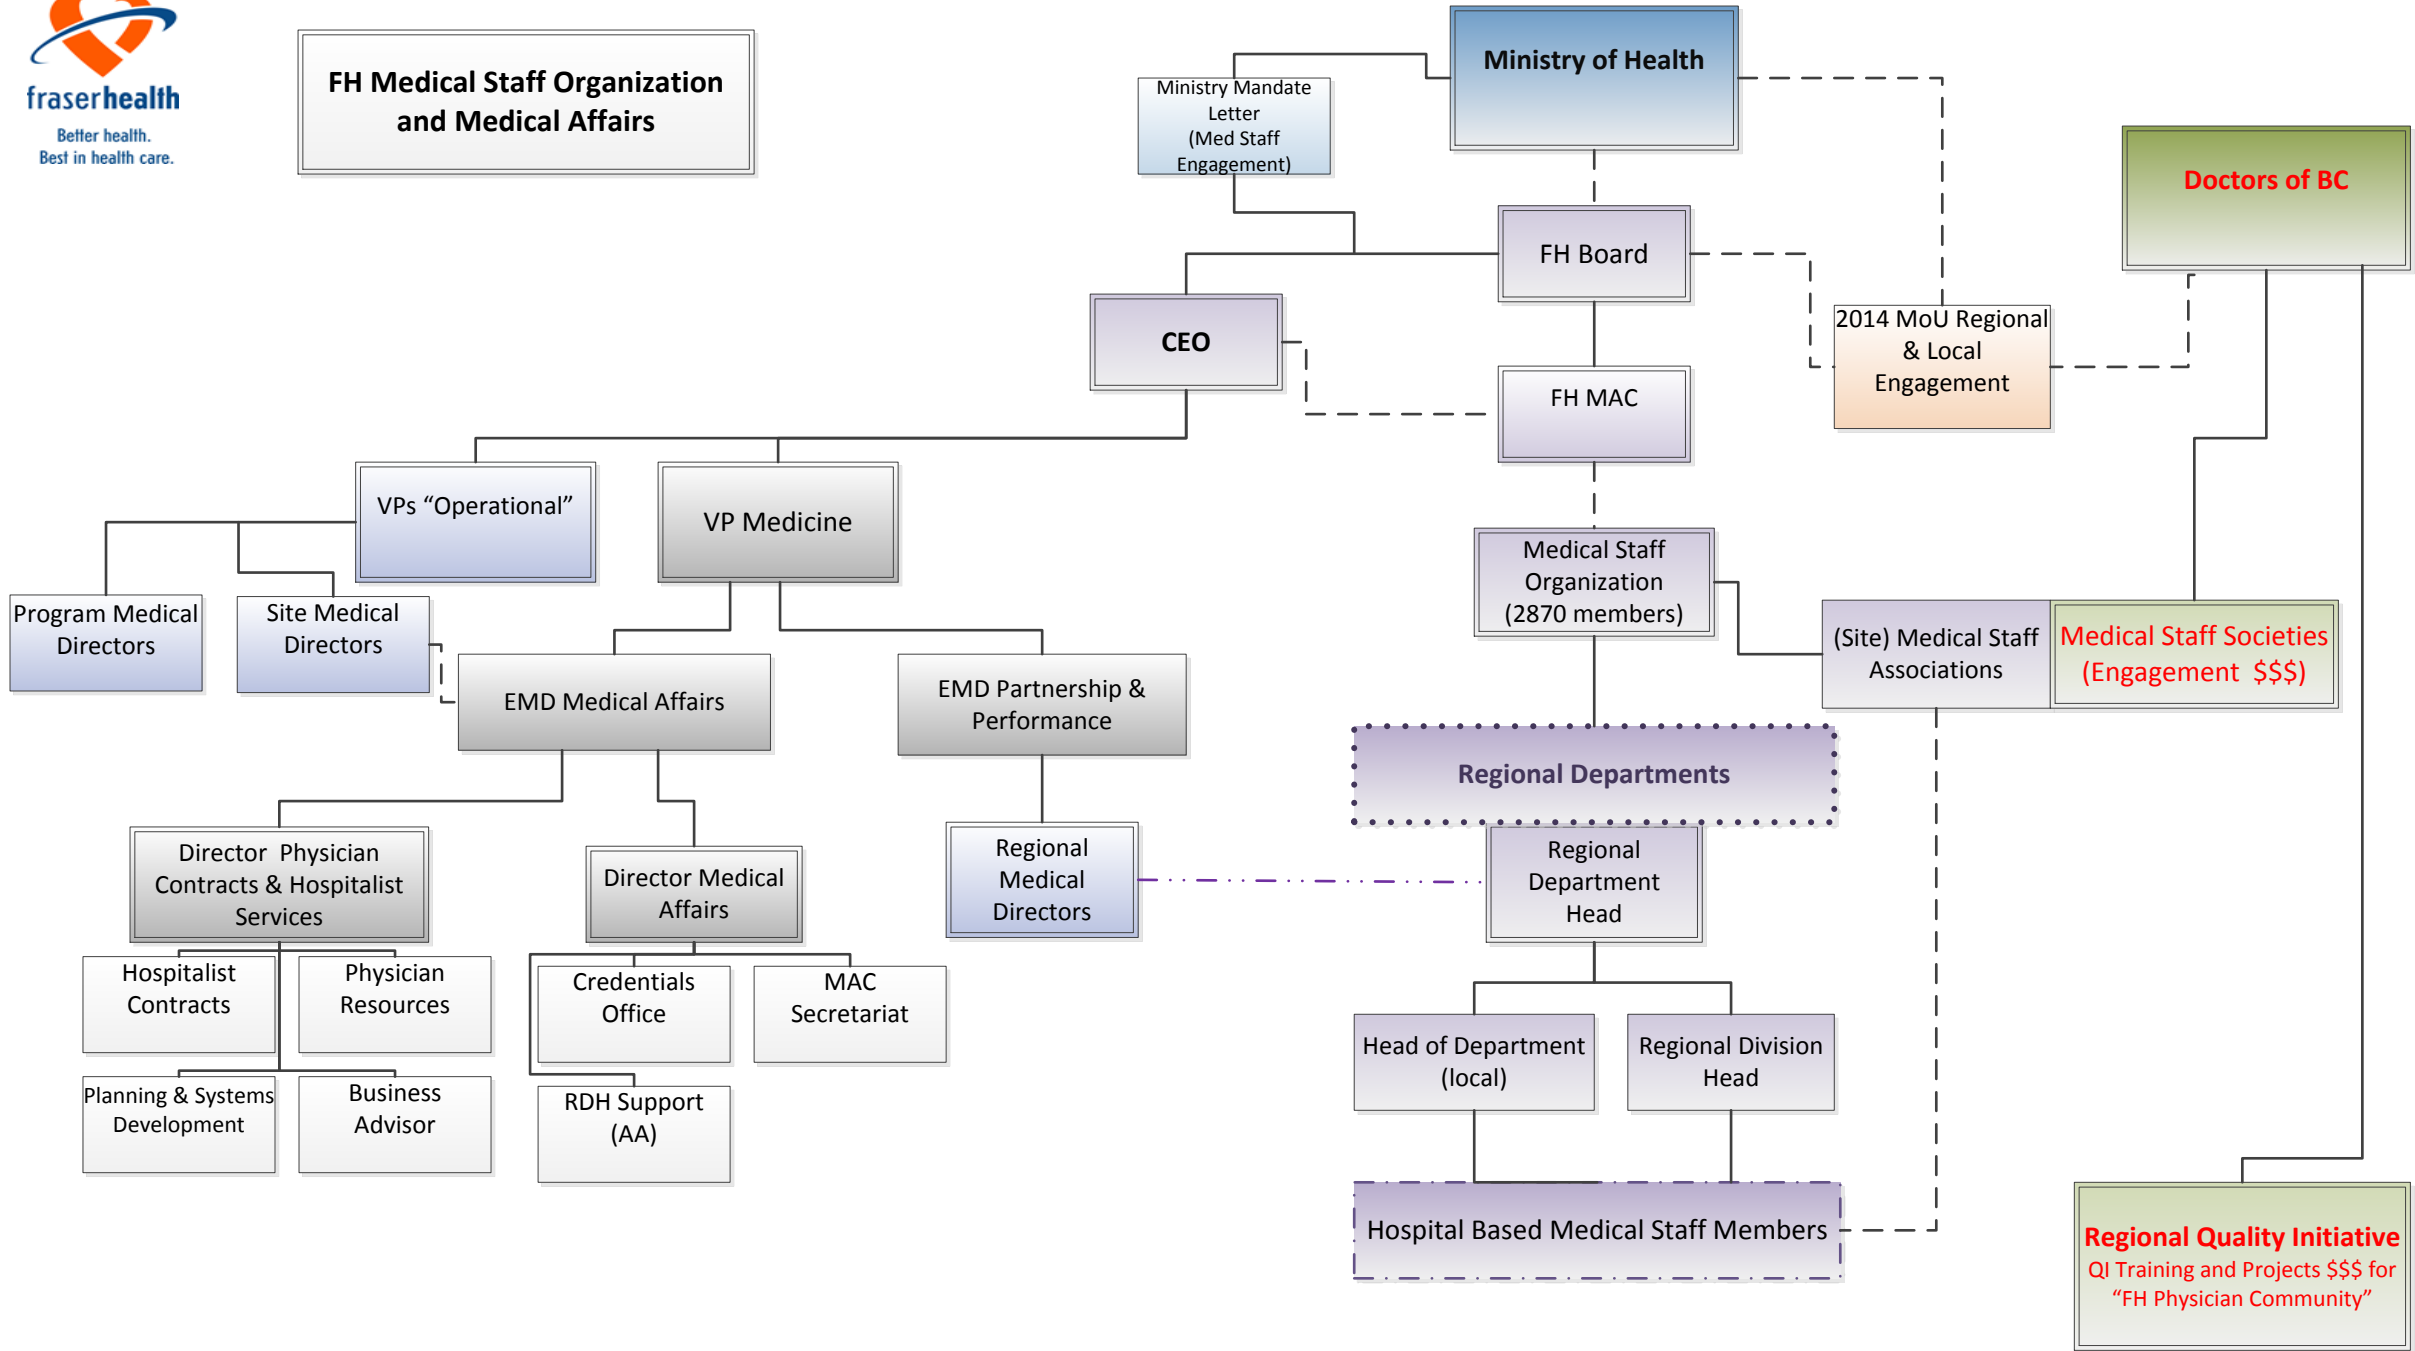 fraserhealth
Better health.
Best in health care.
FH Medical Staff Organization
and Medical Affairs
Ministry of Health
Ministry Mandate
Letter
(Med Staff
Engagement)
Doctors of BC
FH Board
CEO
2014 MoU Regional
& Local
Engagement
FH MAC
VPs “Operational”
VP Medicine
Medical Staff
Organization
(2870 members)
Program Medical
Directors
Site Medical
Directors
(Site) Medical Staff
Associations
Medical Staff Societies
(Engagement  $$$)
EMD Medical Affairs
EMD Partnership &
Performance
Regional Departments
Director  Physician
Contracts & Hospitalist
Services
Director Medical
Affairs
Regional
Medical
Directors
Regional
Department
Head
Hospitalist
Contracts
Physician
Resources
Credentials
Office
MAC
Secretariat
Head of Department
(local)
Regional Division
Head
Planning & Systems
Development
Business
Advisor
RDH Support
(AA)
Hospital Based Medical Staff Members
Regional Quality Initiative
QI Training and Projects $$$ for
“FH Physician Community”